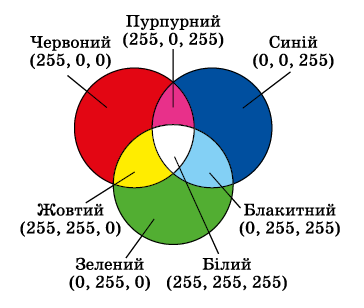 Пурпурний
(255, 0, 255)
Червоний
(255, 0, 0)
Синій
(0, 0, 255)
Жовтий
(255, 255, 0)
Блакитний
(0, 255, 255)
Зелений
(0, 255, 0)
Білий
(255, 255, 255)